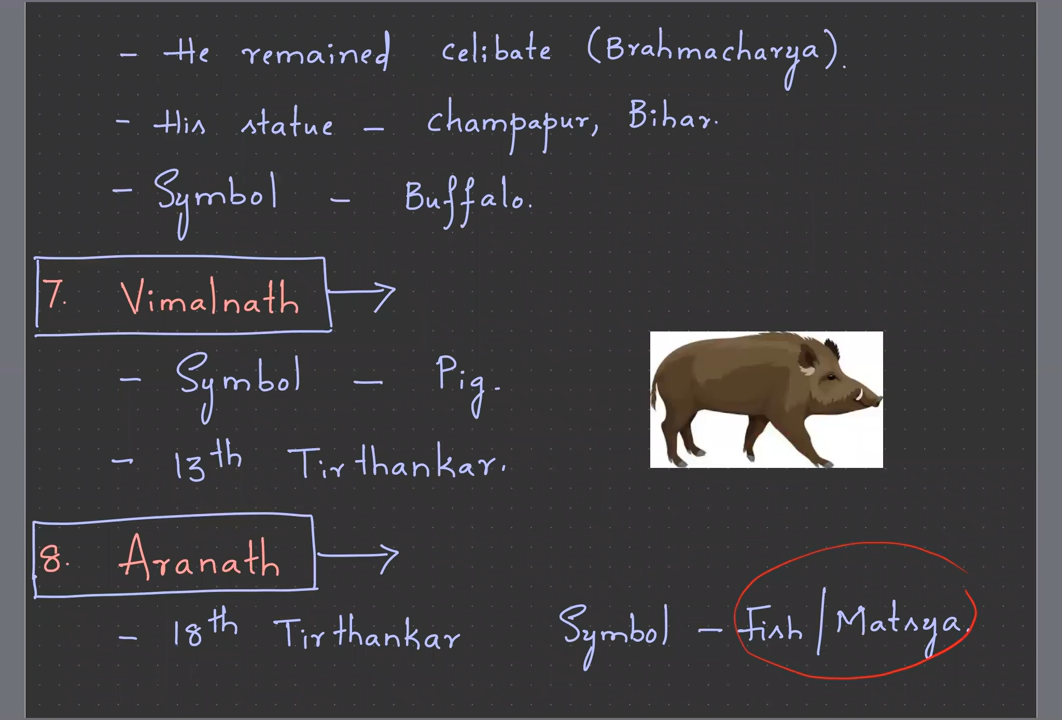 - He remained celibate (Brahmacharya).
- His statue - Champapur, Bihar.
- Symbol - Buffalo.
7. Vimalnath →
- Symbol - Pig.
- 13th Tirthankar.
8. Aranath →
- 18th Tirthankar Symbol - Fish/Matsya.